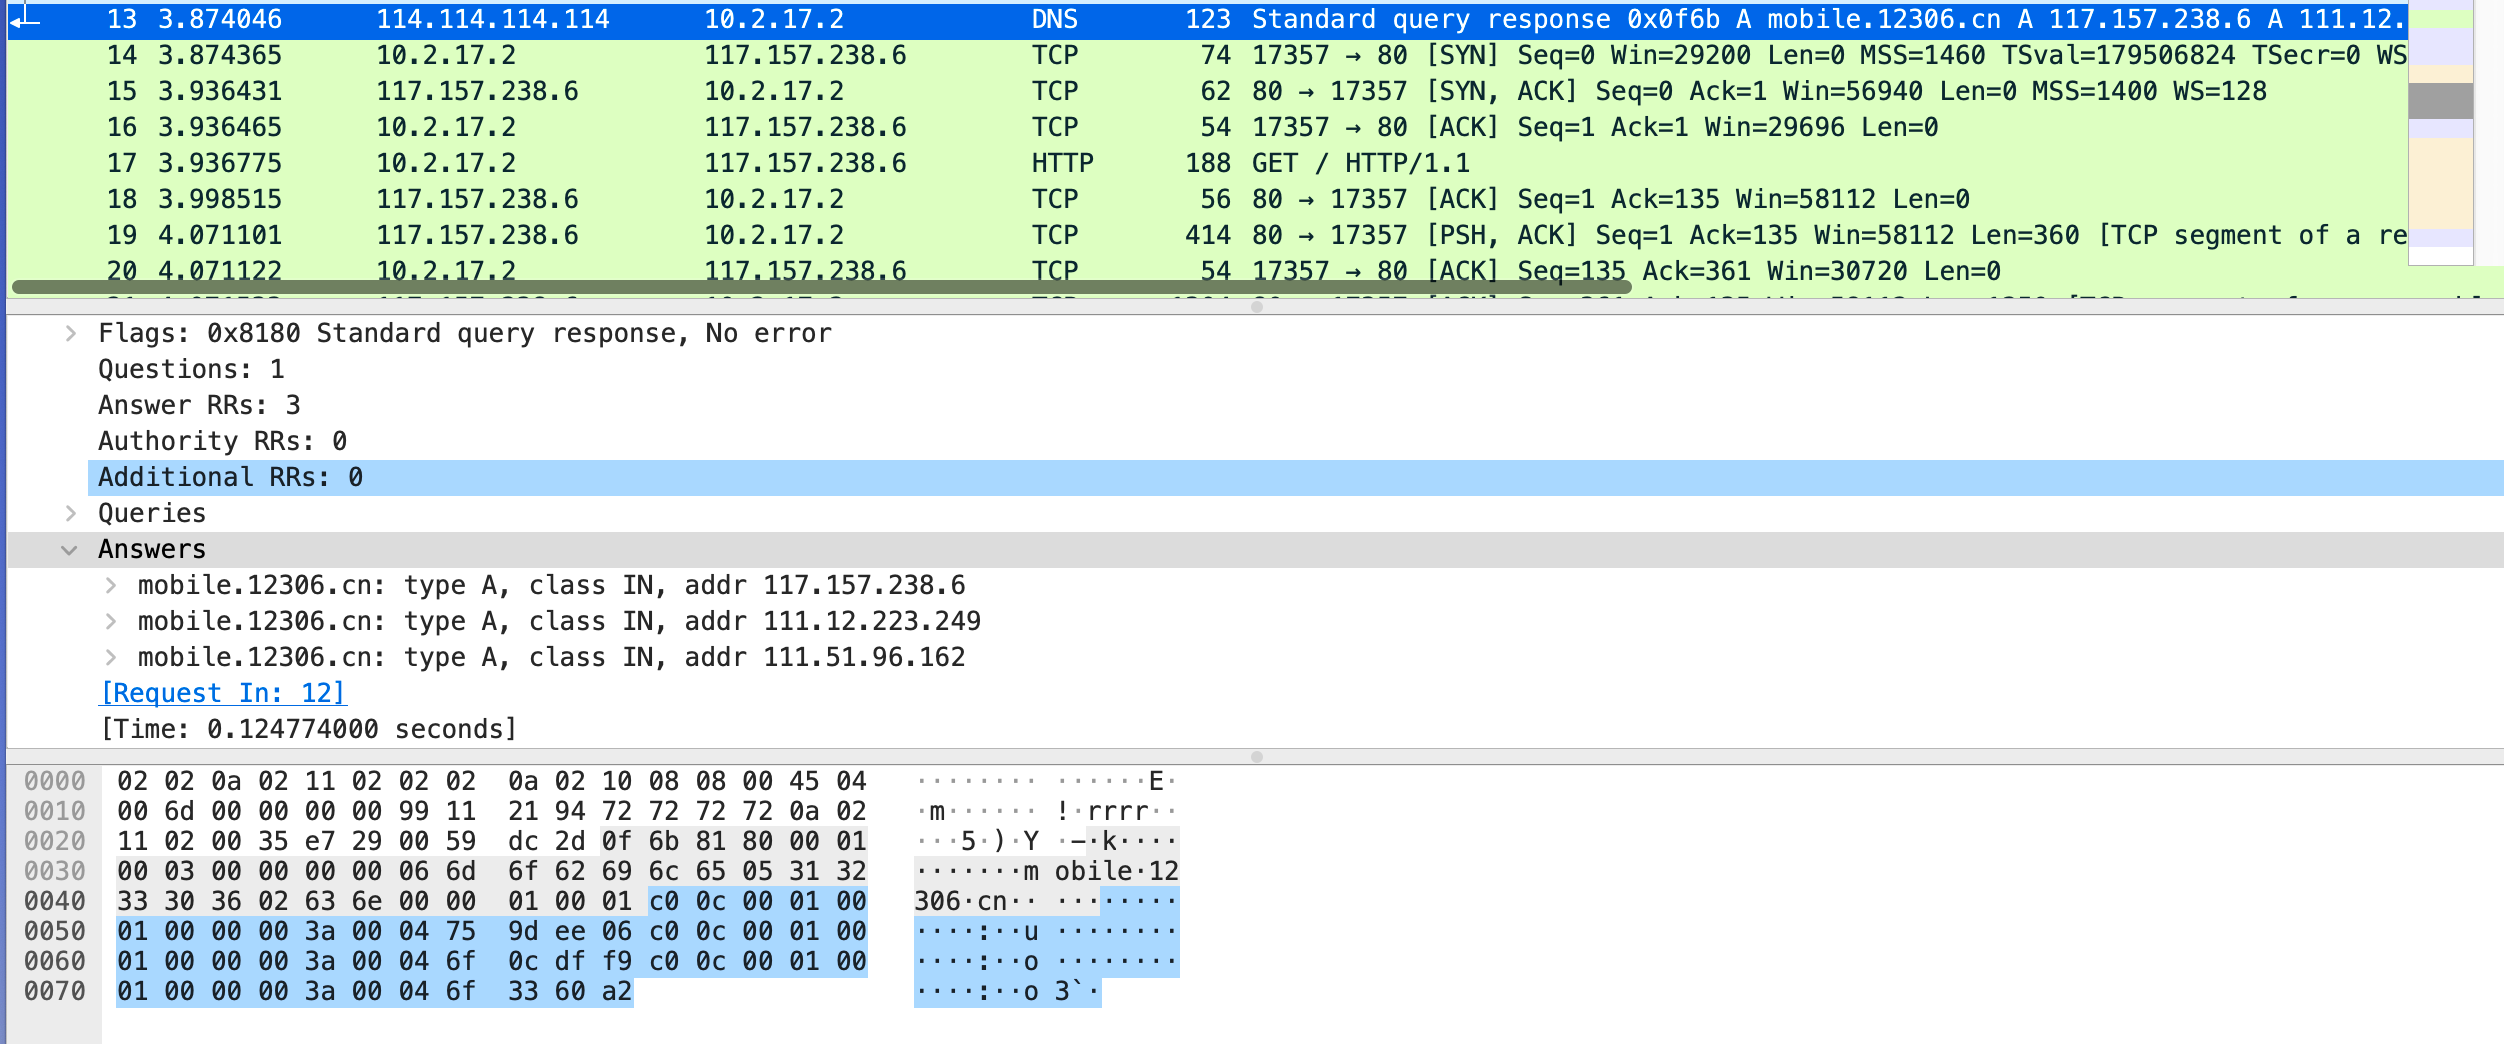 13 3.874046 114.114.114.114 10.2.17.2 DNS 123 Standard query response 0x0f6b A mobile.12306.cn A 117.157.238.6 A 111.12.
14 3.874365 10.2.17.2 117.157.238.6 TCP 74 17357 → 80 [SYN] Seq=0 Win=29200 Len=0 MSS=1460 TSval=179506824 TSecr=0 WS
15 3.936431 117.157.238.6 10.2.17.2 TCP 62 80 → 17357 [SYN, ACK] Seq=0 Ack=1 Win=56940 Len=0 MSS=1400 WS=128
16 3.936465 10.2.17.2 117.157.238.6 TCP 54 17357 → 80 [ACK] Seq=1 Ack=1 Win=29696 Len=0
17 3.936775 10.2.17.2 117.157.238.6 HTTP 188 GET / HTTP/1.1
18 3.998515 117.157.238.6 10.2.17.2 TCP 56 80 → 17357 [ACK] Seq=1 Ack=135 Win=58112 Len=0
19 4.071101 117.157.238.6 10.2.17.2 TCP 414 80 → 17357 [PSH, ACK] Seq=1 Ack=135 Win=58112 Len=360 [TCP segment of a re
20 4.071122 10.2.17.2 117.157.238.6 TCP 54 17357 → 80 [ACK] Seq=135 Ack=361 Win=30720 Len=0
Flags: 0x8180 Standard query response, No error
Questions: 1
Answer RRs: 3
Authority RRs: 0
Additional RRs: 0
Queries
Answers
mobile.12306.cn: type A, class IN, addr 117.157.238.6
mobile.12306.cn: type A, class IN, addr 111.12.223.249
mobile.12306.cn: type A, class IN, addr 111.51.96.162
[Request In: 12]
[Time: 0.124774000 seconds]
0000 02 02 0a 02 11 02 02 02 0a 02 10 08 08 00 45 04 ········ ······E·
0010 00 6d 00 00 00 00 99 11 21 94 72 72 72 72 0a 02 ·m······ !·rrrr··
0020 11 02 00 35 e7 29 00 59 dc 2d 0f 6b 81 80 00 01 ···5·)·Y ·-·k····
0030 00 03 00 00 00 00 06 6d 6f 62 69 6c 65 05 31 32 ·······m obile·12
0040 33 30 36 02 63 6e 00 00 01 00 01 c0 0c 00 01 00 306·cn·· ········
0050 01 00 00 00 3a 00 04 75 9d ee 06 c0 0c 00 01 00 ····:··u ········
0060 01 00 00 00 3a 00 04 6f 0c df f9 c0 0c 00 01 00 ····:··o ········
0070 01 00 00 00 3a 00 04 6f 33 60 a2 ····:··o 3`·